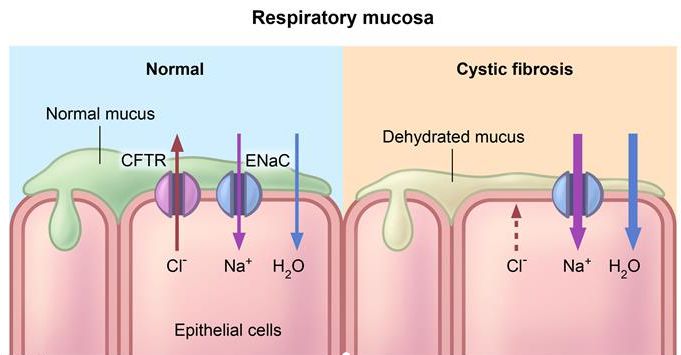 Respiratory mucosa
Normal
Normal mucus
CFTR
ENaC
Cl⁻
Na⁺
H₂O
Epithelial cells
Cystic fibrosis
Dehydrated mucus
Cl⁻
Na⁺
H₂O